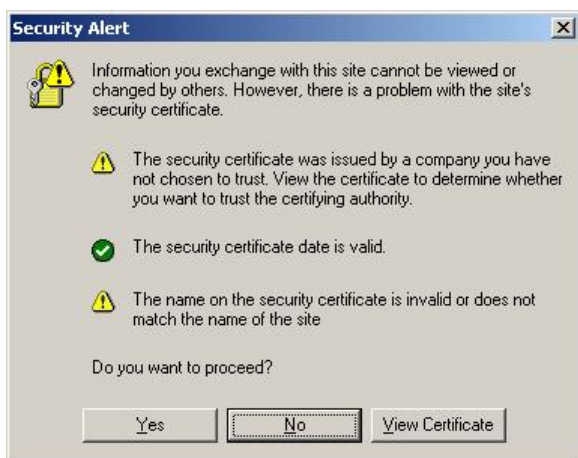 Security Alert
Information you exchange with this site cannot be viewed or
changed by others. However, there is a problem with the site's
security certificate.
The security certificate was issued by a company you have
not chosen to trust. View the certificate to determine whether
you want to trust the certifying authority.
The security certificate date is valid.
The name on the security certificate is invalid or does not
match the name of the site
Do you want to proceed?
Yes No View Certificate